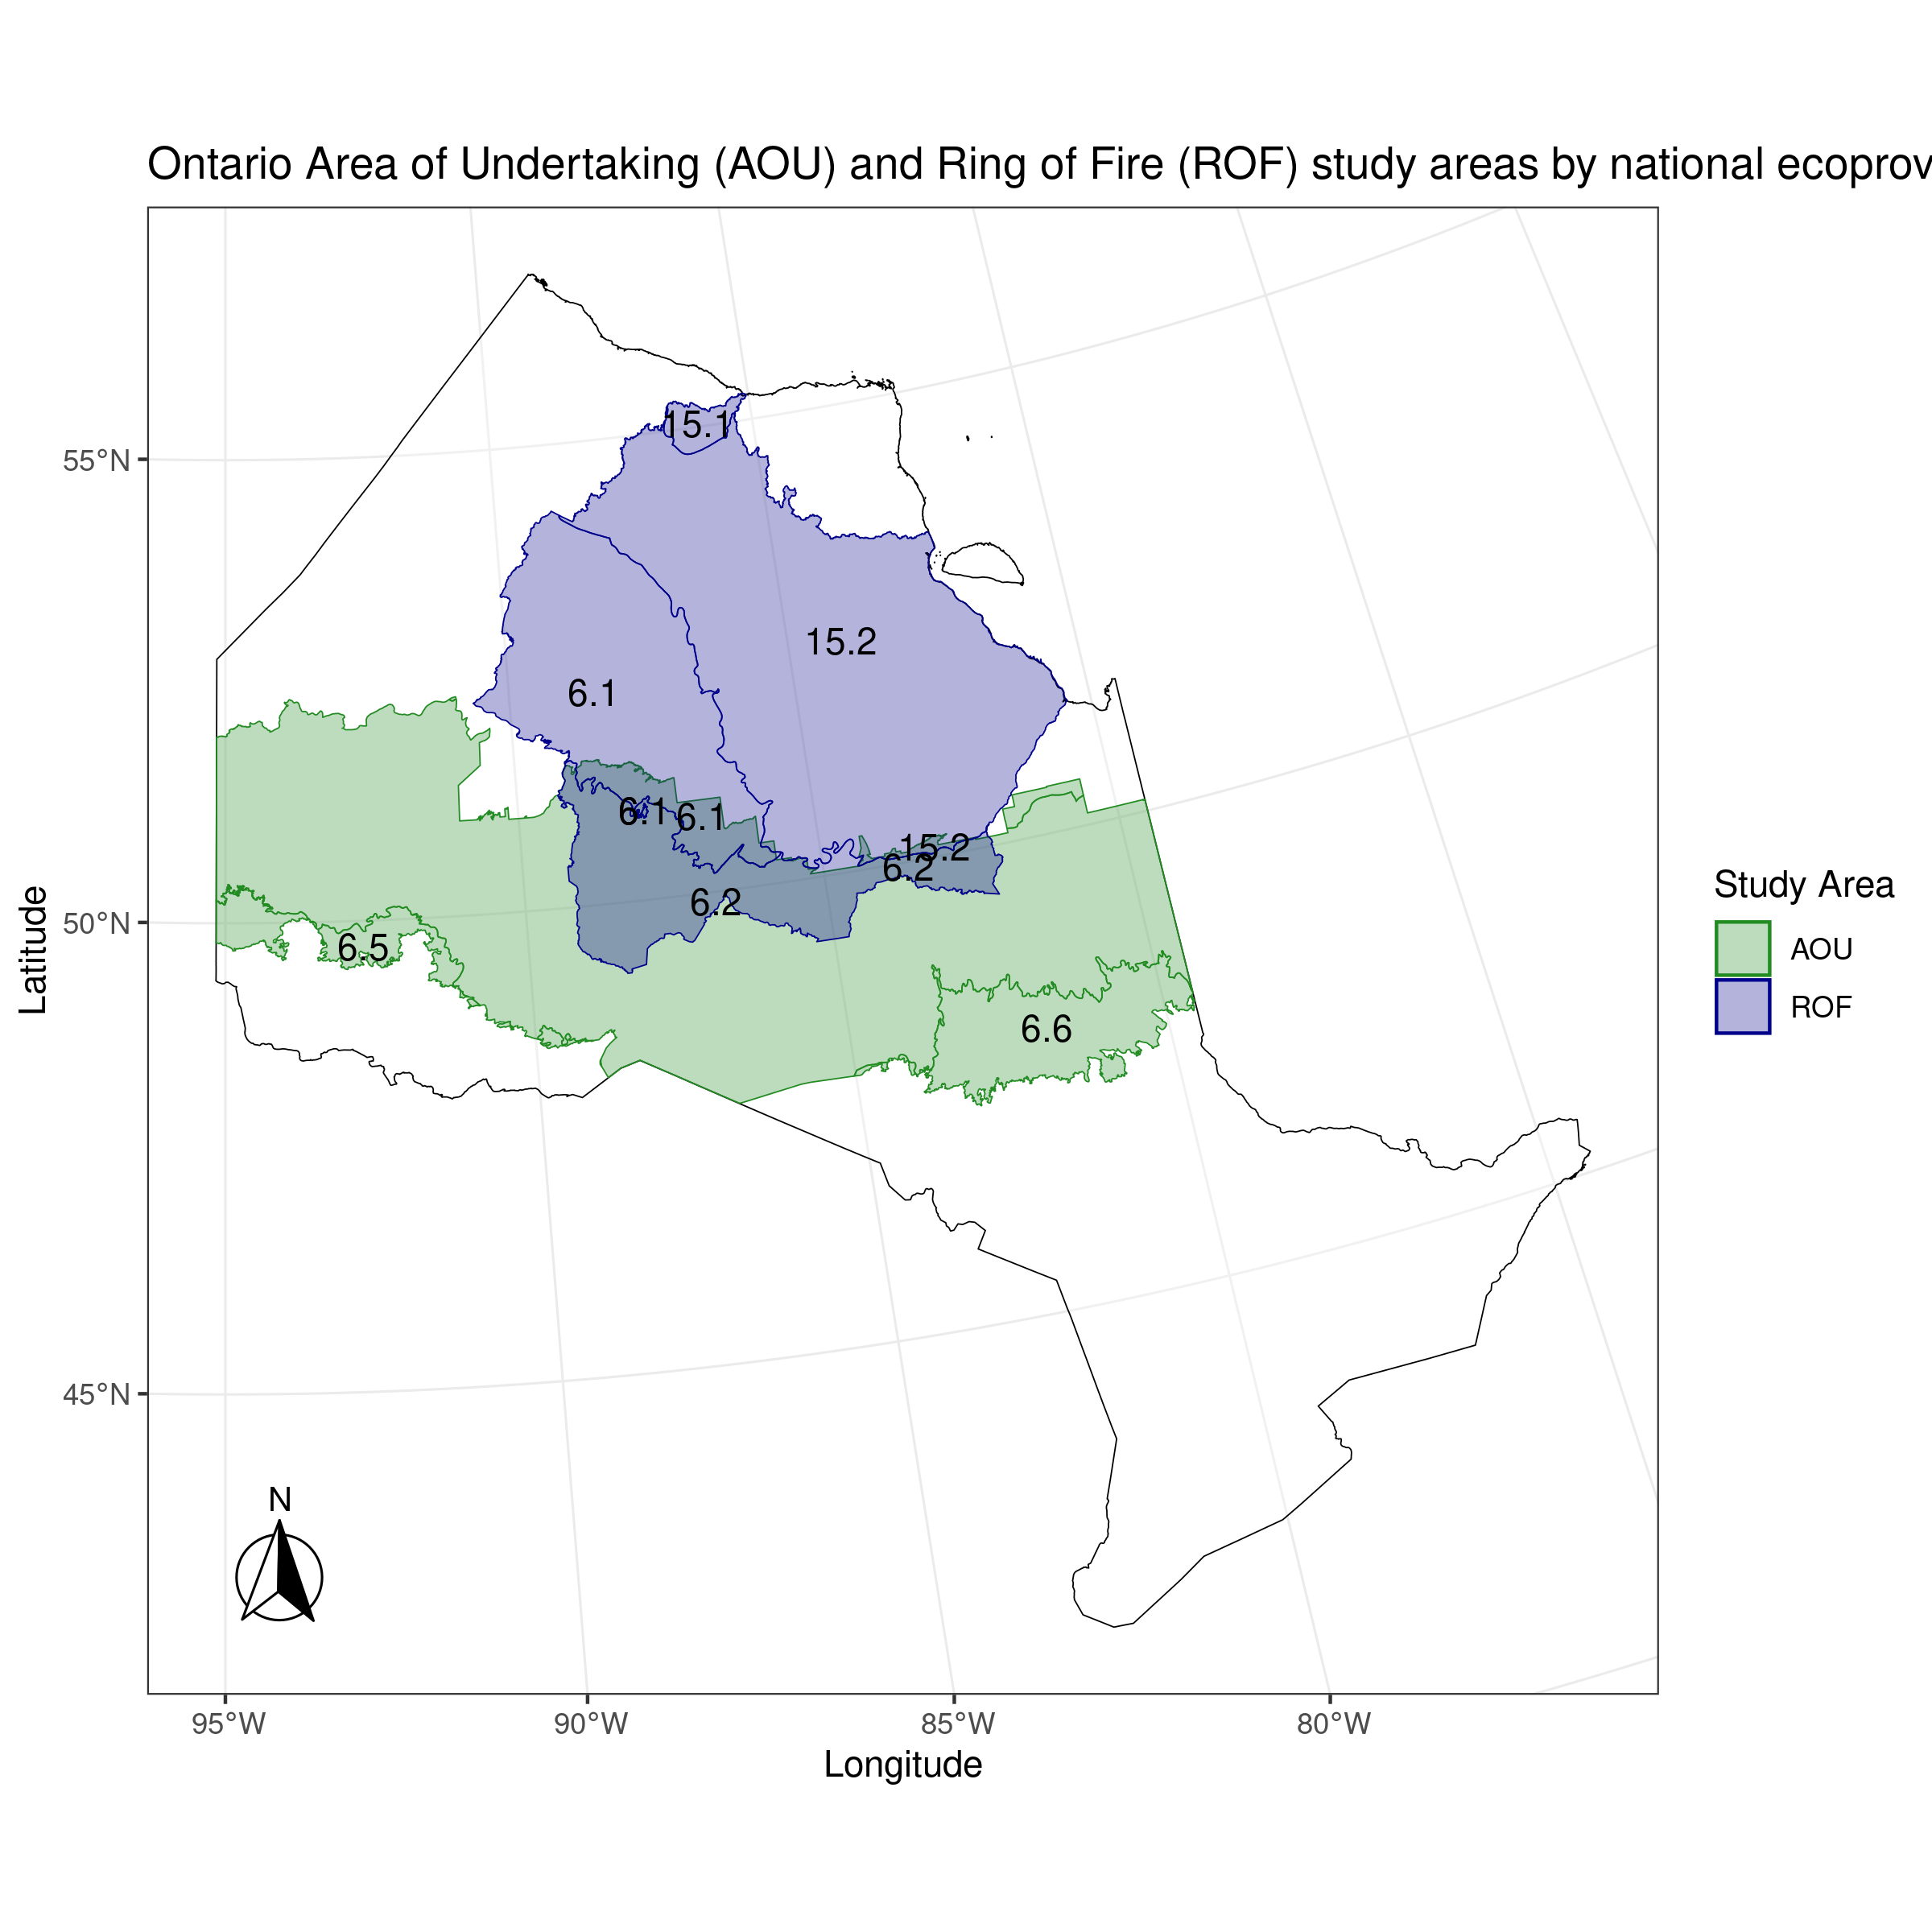 Ontario Area of Undertaking (AOU) and Ring of Fire (ROF) study areas by national ecoprov
15.1
55°N
15.2
6.1
6.1
6.1
15.2
6.2
6.2
50°N
6.5
6.6
Latitude
Study Area
AOU
ROF
45°N
N
95°W
90°W
85°W
80°W
Longitude